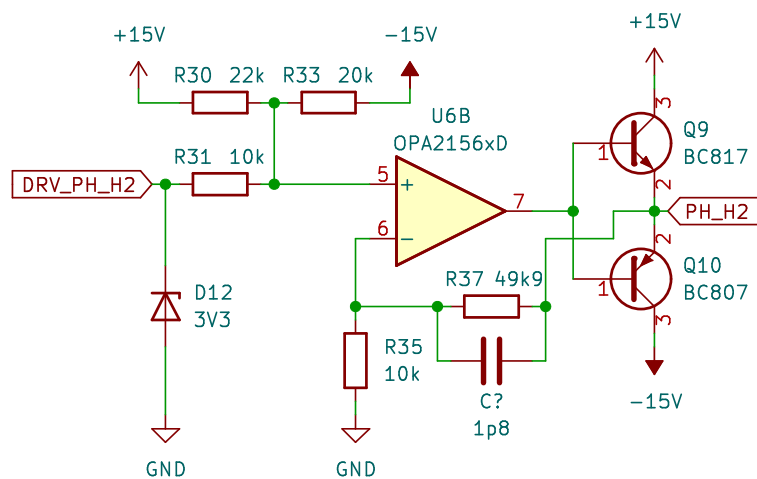 +15V
+15V
-15V
R30 22k R33 20k
3
U6B
OPA2156xD
Q9
BC817
1
R31 10k
5
+
2
DRV_PH_H2
7
PH_H2
6
-
2
Q10
BC807
R37 49k9
1
D12
3V3
3
R35
10k
C?
1p8
-15V
GND
GND